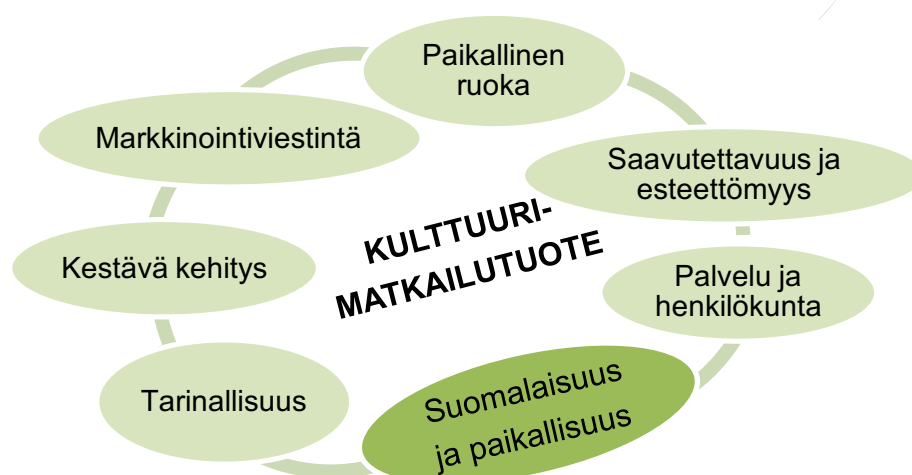 Paikallinen
ruoka
Markkinointiviestintä
Saavutettavuus ja
esteettömyys
KULTTUURI-
MATKAILUTUOTE
Kestävä kehitys
Palvelu ja
henkilökunta
Tarinallisuus
Suomalaisuus
ja paikallisuus